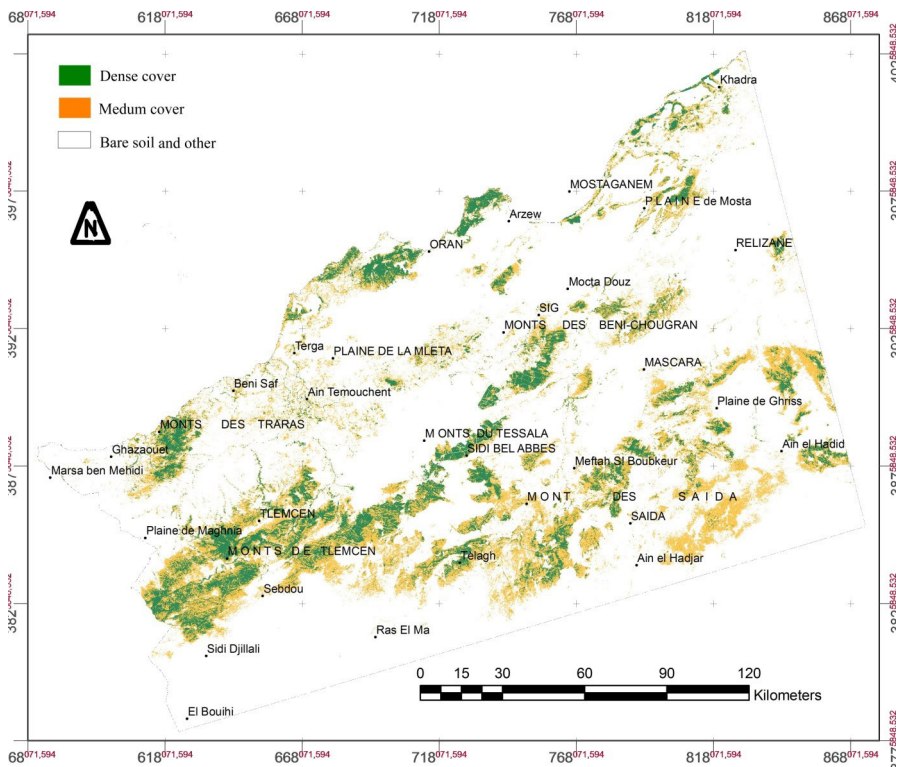 68071,594 618071,594 668071,594 718071,594 768071,594 818071,594 868071,594
Dense cover
Medum cover
Bare soil and other
N
Khadra
MOSTAGANEM
PLAINE de Mosta
Arzew
ORAN
RELIZANE
Mocta Douz
SIG
MONTS DES BENI-CHOUGRAN
Terga
PLAINE DE LA MLETA
MASCARA
Beni Saf
Ain Temouchent
Plaine de Ghriss
MONTS DES TRARAS
MONTS DU TESSALA
SIDI BEL ABBES
Ghazaouet
Ain el Hadid
Marsa ben Mehidi
Meftah SI Boubkeur
MONT DES SAIDA
TLEMCEN
SAIDA
Plaine de Maghnia
MONTS DE TLEMCEN
Telagh
Ain el Hadjar
Sebdou
Ras El Ma
Sidi Djillali
El Bouihi
0 15 30 60 90 120
Kilometers
68071,594 618071,594 668071,594 718071,594 768071,594 818071,594 868071,594